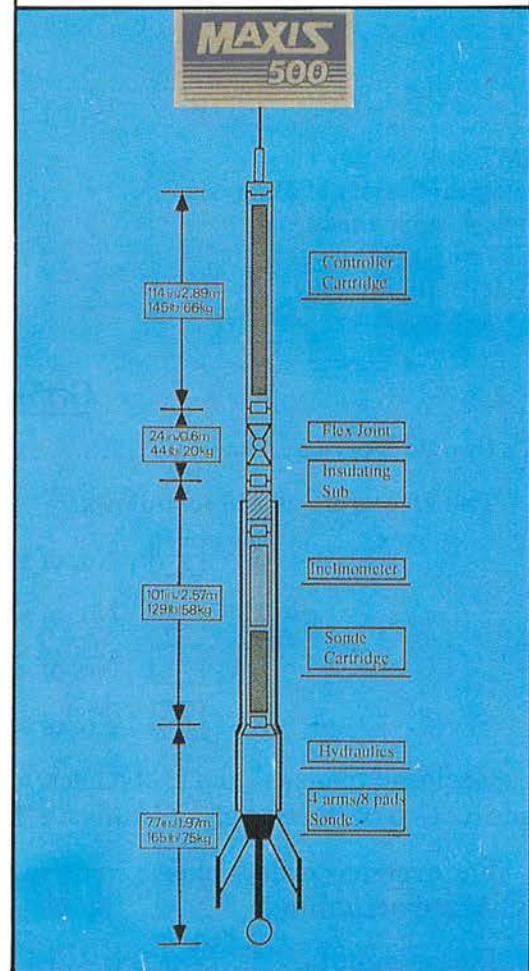 MAXIS
500
114in/2.89m
145lb/66kg
Controller
Cartridge
24in/0.6m
44lb/20kg
Flex Joint
Insulating
Sub
Inclinometer
101in/2.57m
129lb/58kg
Sonde
Cartridge
Hydraulics
77in/1.97m
165lb/75kg
4 arms/8 pads
Sonde -